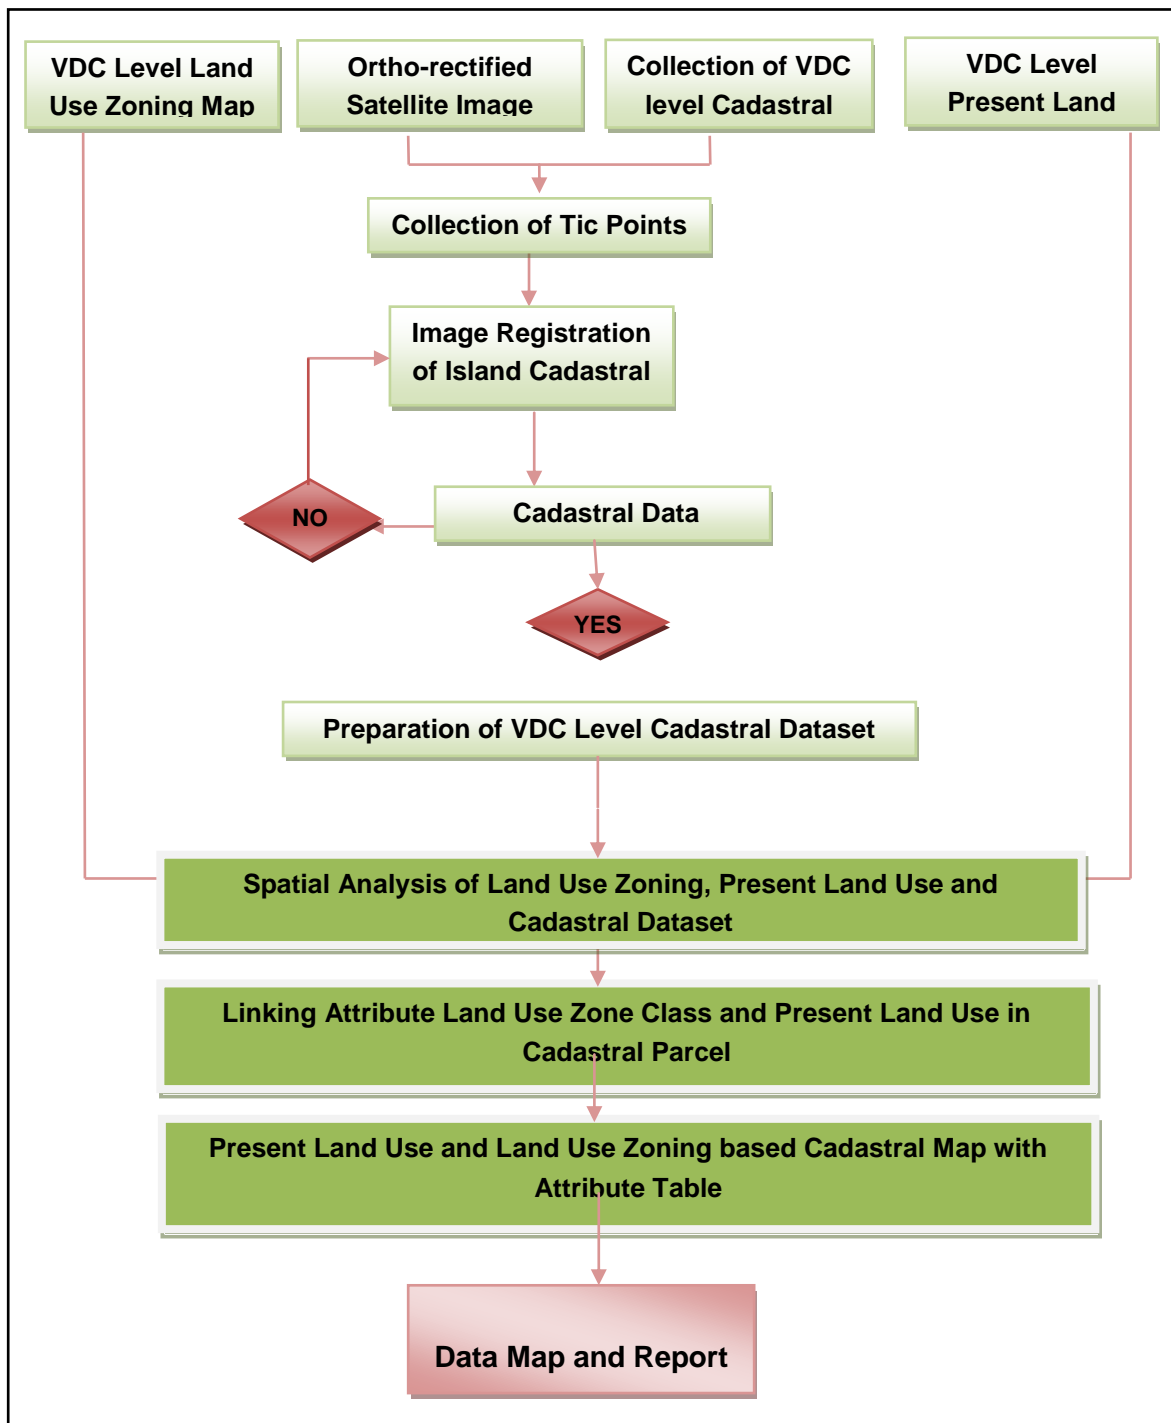 VDC Level Land
Use Zoning Map
Ortho-rectified
Satellite Image
Collection of VDC
level Cadastral
VDC Level
Present Land
Collection of Tic Points
Image Registration
of Island Cadastral
NO
Cadastral Data
YES
Preparation of VDC Level Cadastral Dataset
Spatial Analysis of Land Use Zoning, Present Land Use and
Cadastral Dataset
Linking Attribute Land Use Zone Class and Present Land Use in
Cadastral Parcel
Present Land Use and Land Use Zoning based Cadastral Map with
Attribute Table
Data Map and Report